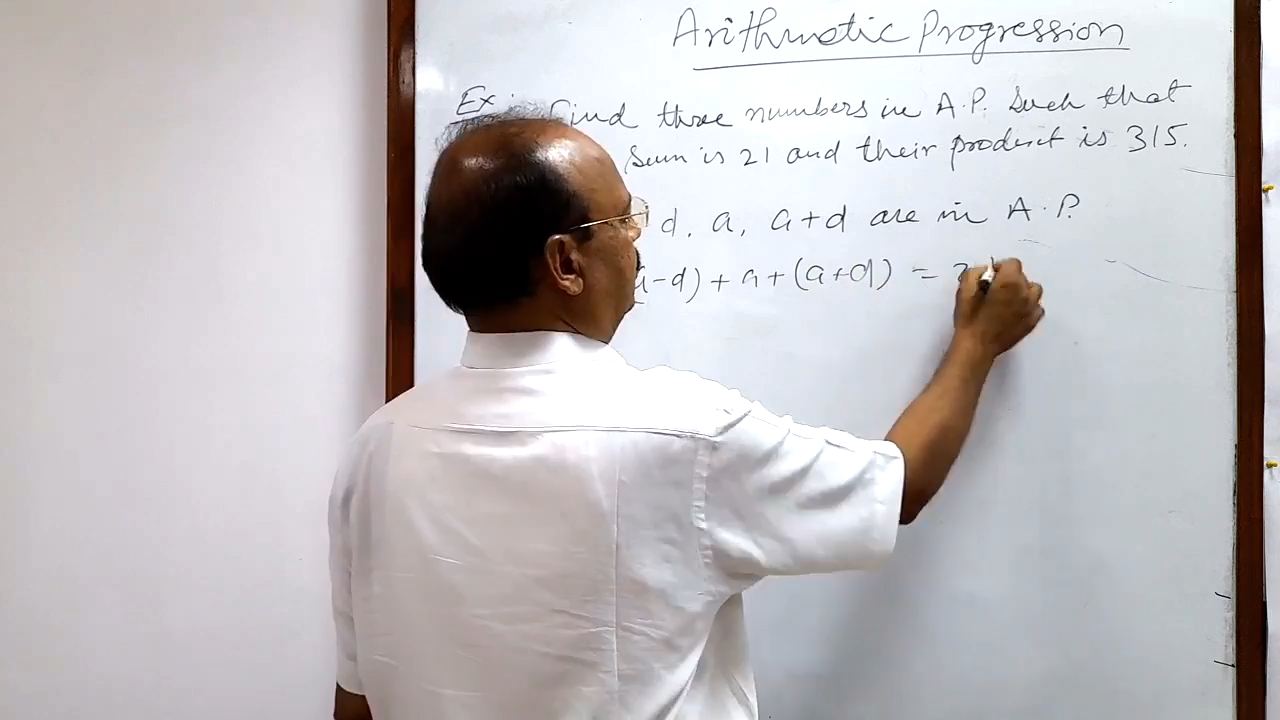 Arithmetic Progression
Ex: Find three numbers in A.P. Such that
Sum is 21 and their product is 315.
d, a, a+d are in A.P.
(a-d) + a + (a+d) = 2